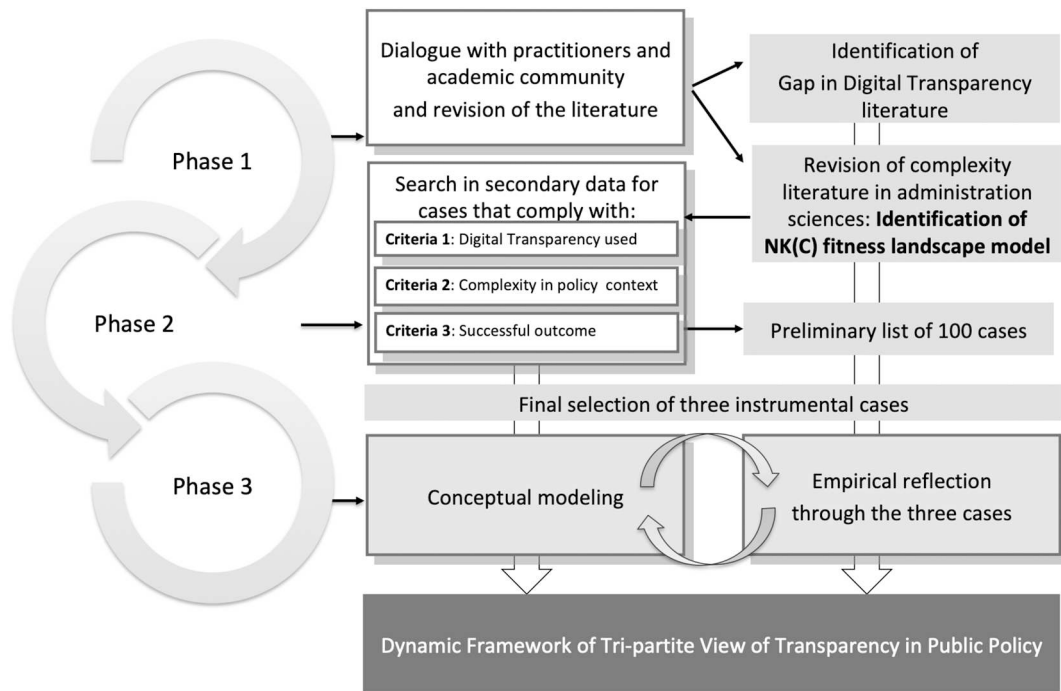 Phase 1
Dialogue with practitioners and
academic community
and revision of the literature
Identification of
Gap in Digital Transparency
literature
Revision of complexity
literature in administration
sciences: Identification of
NK(C) fitness landscape model
Phase 2
Search in secondary data for
cases that comply with:
Criteria 1: Digital Transparency used
Criteria 2: Complexity in policy context
Criteria 3: Successful outcome
Preliminary list of 100 cases
Final selection of three instrumental cases
Phase 3
Conceptual modeling
Empirical reflection
through the three cases
Dynamic Framework of Tri-partite View of Transparency in Public Policy